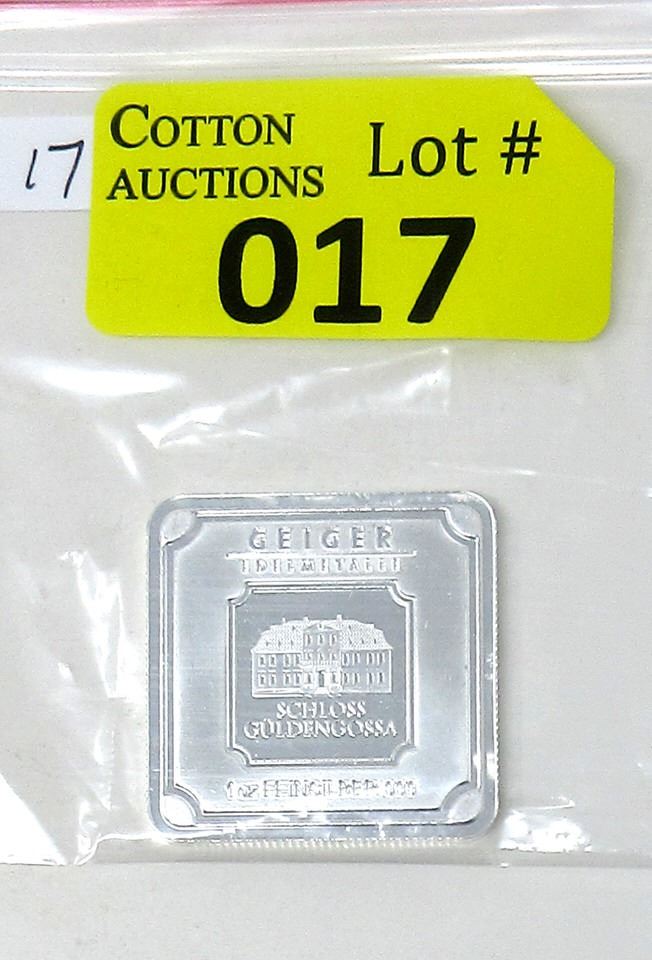 17
COTTON
AUCTIONS
Lot #
017
GEIGER
EDELMETALLE
SCHLOSS
GÜLDENGOSSA
1 oz FEINSILBER 999